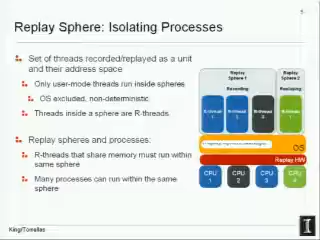 Replay Sphere: Isolating Processes
Set of threads recorded/replayed as a unit
and their address space
Only user-mode threads run inside spheres
OS excluded, non-deterministic
Threads inside a sphere are R-threads
Replay spheres and processes:
R-threads that share memory must run within
same sphere
Many processes can run within the same
sphere
Replay
Sphere 1
Replay
Sphere 2
Recording
Replaying
R-thread
1
R-thread
2
R-thread
3
R-thread
1
OS
Replay HW
CPU
1
CPU
2
CPU
3
CPU
4
King/Torrellas